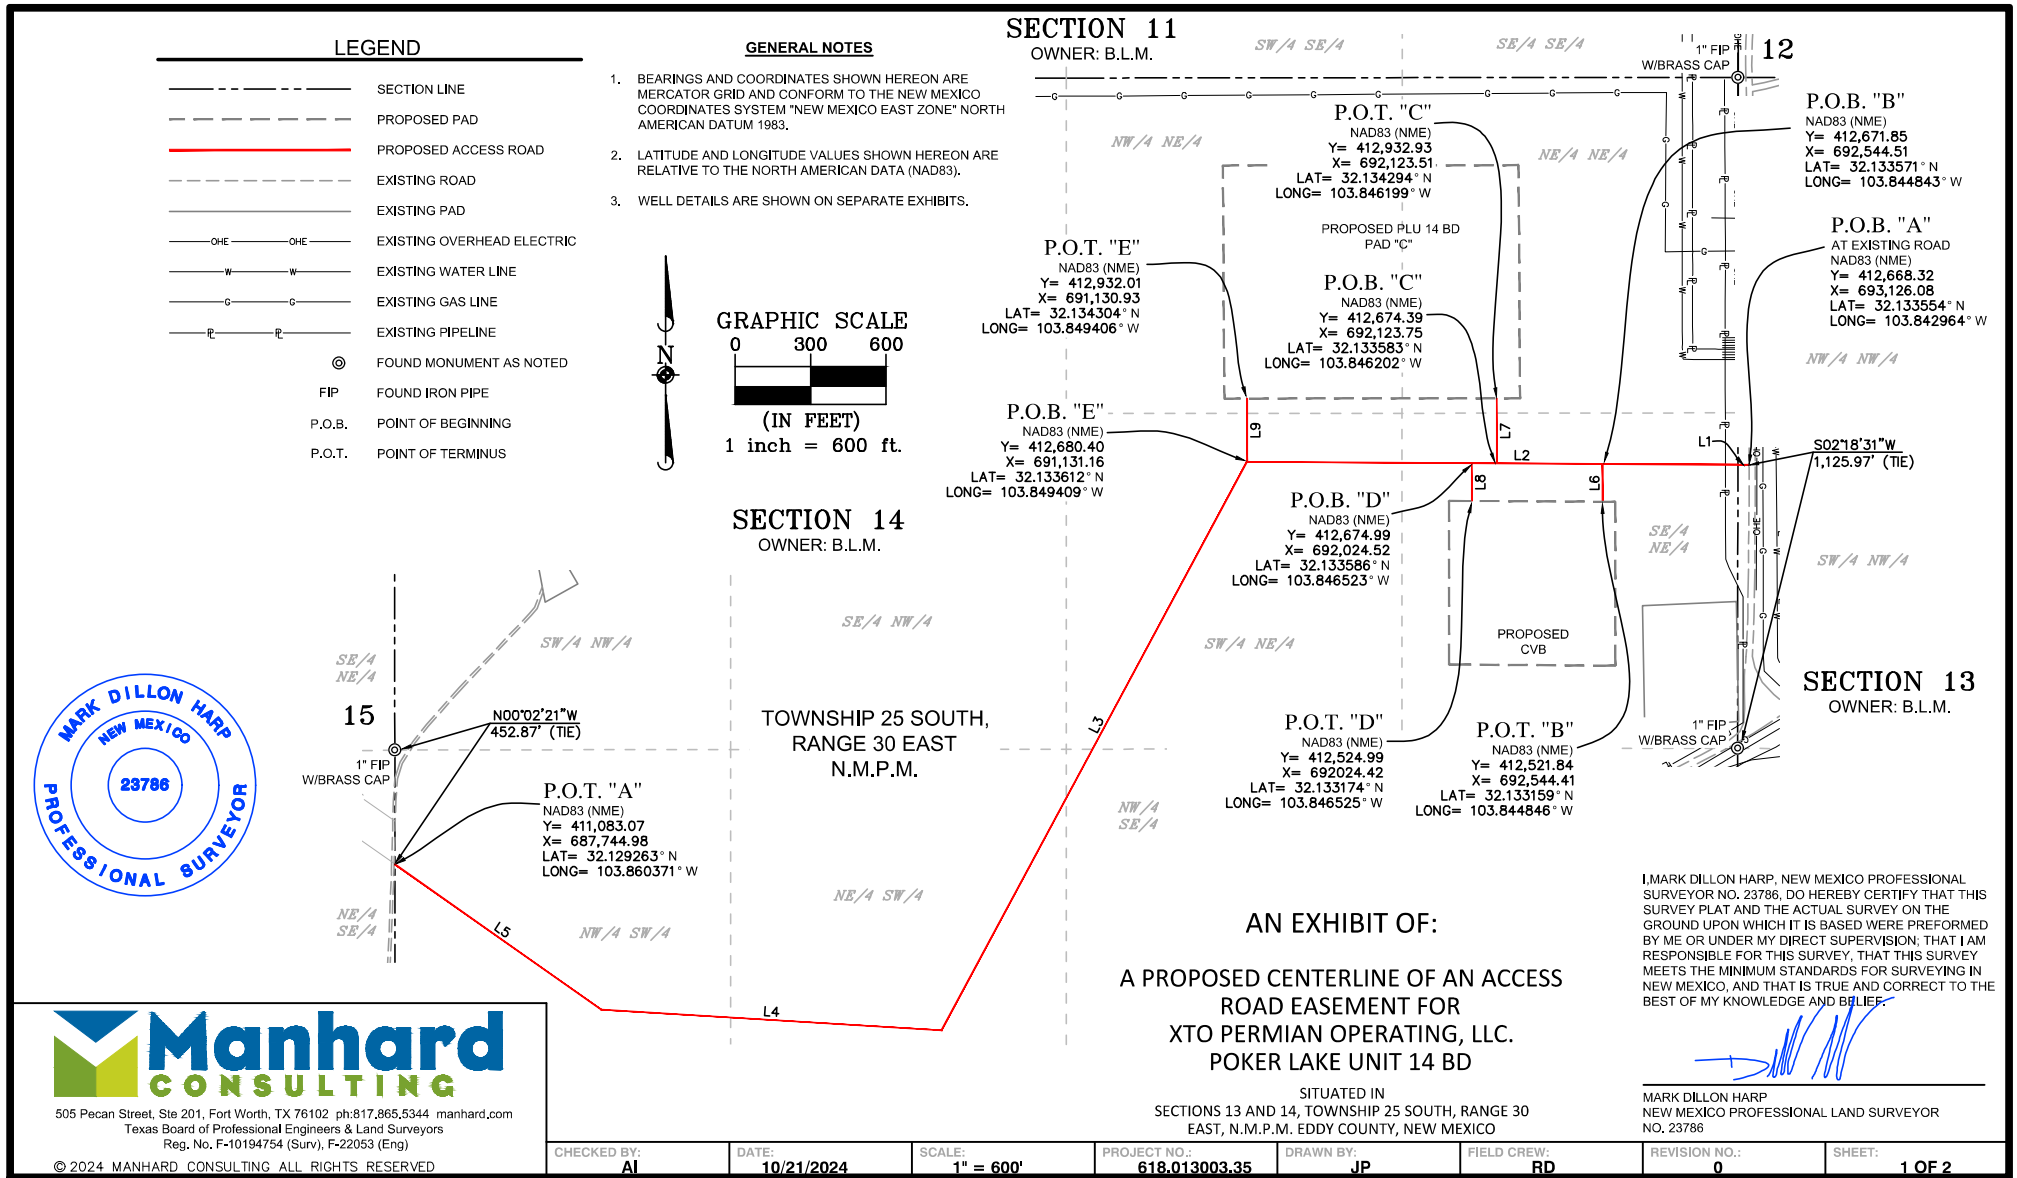 LEGEND
SECTION LINE
PROPOSED PAD
PROPOSED ACCESS ROAD
EXISTING ROAD
EXISTING PAD
OHE OHE EXISTING OVERHEAD ELECTRIC
W W EXISTING WATER LINE
G G EXISTING GAS LINE
PL PL EXISTING PIPELINE
FOUND MONUMENT AS NOTED
FIP FOUND IRON PIPE
P.O.B. POINT OF BEGINNING
P.O.T. POINT OF TERMINUS
GENERAL NOTES
1. BEARINGS AND COORDINATES SHOWN HEREON ARE
MERCATOR GRID AND CONFORM TO THE NEW MEXICO
COORDINATES SYSTEM "NEW MEXICO EAST ZONE" NORTH
AMERICAN DATUM 1983.
2. LATITUDE AND LONGITUDE VALUES SHOWN HEREON ARE
RELATIVE TO THE NORTH AMERICAN DATA (NAD83).
3. WELL DETAILS ARE SHOWN ON SEPARATE EXHIBITS.
N
GRAPHIC SCALE
0 300 600
(IN FEET)
1 inch = 600 ft.
SECTION 11
OWNER: B.L.M.
SW/4 SE/4
SE/4 SE/4
1" FIP
W/BRASS CAP
12
NW/4 NE/4
NE/4 NE/4
P.O.T. "C"
NAD83 (NME)
Y= 412,932.93
X= 692,123.51
LAT= 32.134294° N
LONG= 103.846199° W
P.O.B. "B"
NAD83 (NME)
Y= 412,671.85
X= 692,544.51
LAT= 32.133571° N
LONG= 103.844843° W
PROPOSED PLU 14 BD
PAD "C"
P.O.B. "A"
AT EXISTING ROAD
NAD83 (NME)
Y= 412,668.32
X= 693,126.08
LAT= 32.133554° N
LONG= 103.842964° W
P.O.T. "E"
NAD83 (NME)
Y= 412,932.01
X= 691,130.93
LAT= 32.134304° N
LONG= 103.849406° W
P.O.B. "C"
NAD83 (NME)
Y= 412,674.39
X= 692,123.75
LAT= 32.133583° N
LONG= 103.846202° W
NW/4 NW/4
P.O.B. "E"
NAD83 (NME)
Y= 412,680.40
X= 691,131.16
LAT= 32.133612° N
LONG= 103.849409° W
L9
L7
L2
L1
L8
L6
S02°18'31"W
1,125.97' (TIE)
P.O.B. "D"
NAD83 (NME)
Y= 412,674.99
X= 692,024.52
LAT= 32.133586° N
LONG= 103.846523° W
SE/4
NE/4
SW/4 NW/4
SECTION 14
OWNER: B.L.M.
SE/4 NW/4
SW/4 NW/4
SW/4 NE/4
PROPOSED
CVB
SE/4
NE/4
15
N00°02'21"W
452.87' (TIE)
1" FIP
W/BRASS CAP
TOWNSHIP 25 SOUTH,
RANGE 30 EAST
N.M.P.M.
L3
SECTION 13
OWNER: B.L.M.
1" FIP
W/BRASS CAP
P.O.T. "D"
NAD83 (NME)
Y= 412,524.99
X= 692024.42
LAT= 32.133174° N
LONG= 103.846525° W
P.O.T. "B"
NAD83 (NME)
Y= 412,521.84
X= 692,544.41
LAT= 32.133159° N
LONG= 103.844846° W
P.O.T. "A"
NAD83 (NME)
Y= 411,083.07
X= 687,744.98
LAT= 32.129263° N
LONG= 103.860371° W
NW/4
SE/4
NE/4 SW/4
NW/4 SW/4
NE/4
SE/4
L5
L4
MARK DILLON HARP
NEW MEXICO
23786
PROFESSIONAL SURVEYOR
AN EXHIBIT OF:
A PROPOSED CENTERLINE OF AN ACCESS
ROAD EASEMENT FOR
XTO PERMIAN OPERATING, LLC.
POKER LAKE UNIT 14 BD
SITUATED IN
SECTIONS 13 AND 14, TOWNSHIP 25 SOUTH, RANGE 30
EAST, N.M.P.M. EDDY COUNTY, NEW MEXICO
I,MARK DILLON HARP, NEW MEXICO PROFESSIONAL
SURVEYOR NO. 23786, DO HEREBY CERTIFY THAT THIS
SURVEY PLAT AND THE ACTUAL SURVEY ON THE
GROUND UPON WHICH IT IS BASED WERE PREFORMED
BY ME OR UNDER MY DIRECT SUPERVISION; THAT I AM
RESPONSIBLE FOR THIS SURVEY, THAT THIS SURVEY
MEETS THE MINIMUM STANDARDS FOR SURVEYING IN
NEW MEXICO, AND THAT IS TRUE AND CORRECT TO THE
BEST OF MY KNOWLEDGE AND BELIEF.
MARK DILLON HARP
NEW MEXICO PROFESSIONAL LAND SURVEYOR
NO. 23786
Manhard
CONSULTING
505 Pecan Street, Ste 201, Fort Worth, TX 76102 ph:817.865.5344 manhard.com
Texas Board of Professional Engineers & Land Surveyors
Reg. No. F-10194754 (Surv), F-22053 (Eng)
© 2024 MANHARD CONSULTING ALL RIGHTS RESERVED
CHECKED BY: AI
DATE: 10/21/2024
SCALE: 1" = 600'
PROJECT NO.: 618.013003.35
DRAWN BY: JP
FIELD CREW: RD
REVISION NO.: 0
SHEET: 1 OF 2